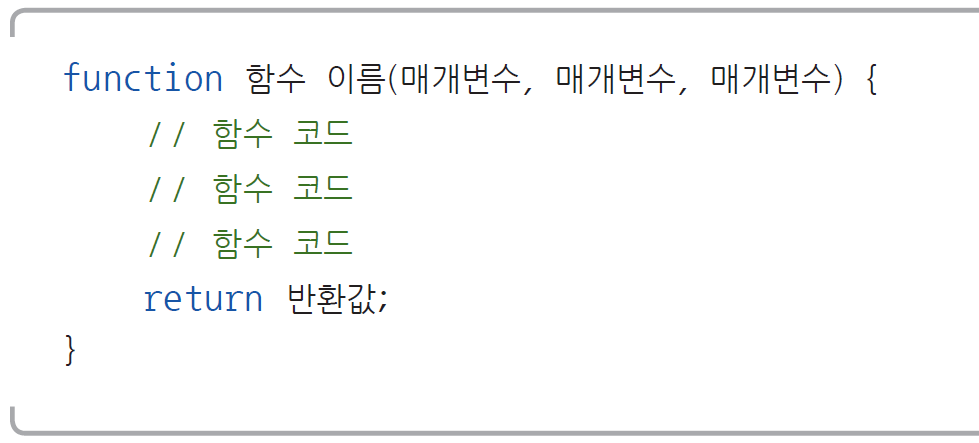 function 함수 이름(매개변수, 매개변수, 매개변수) {
// 함수 코드
// 함수 코드
// 함수 코드
return 반환값;
}